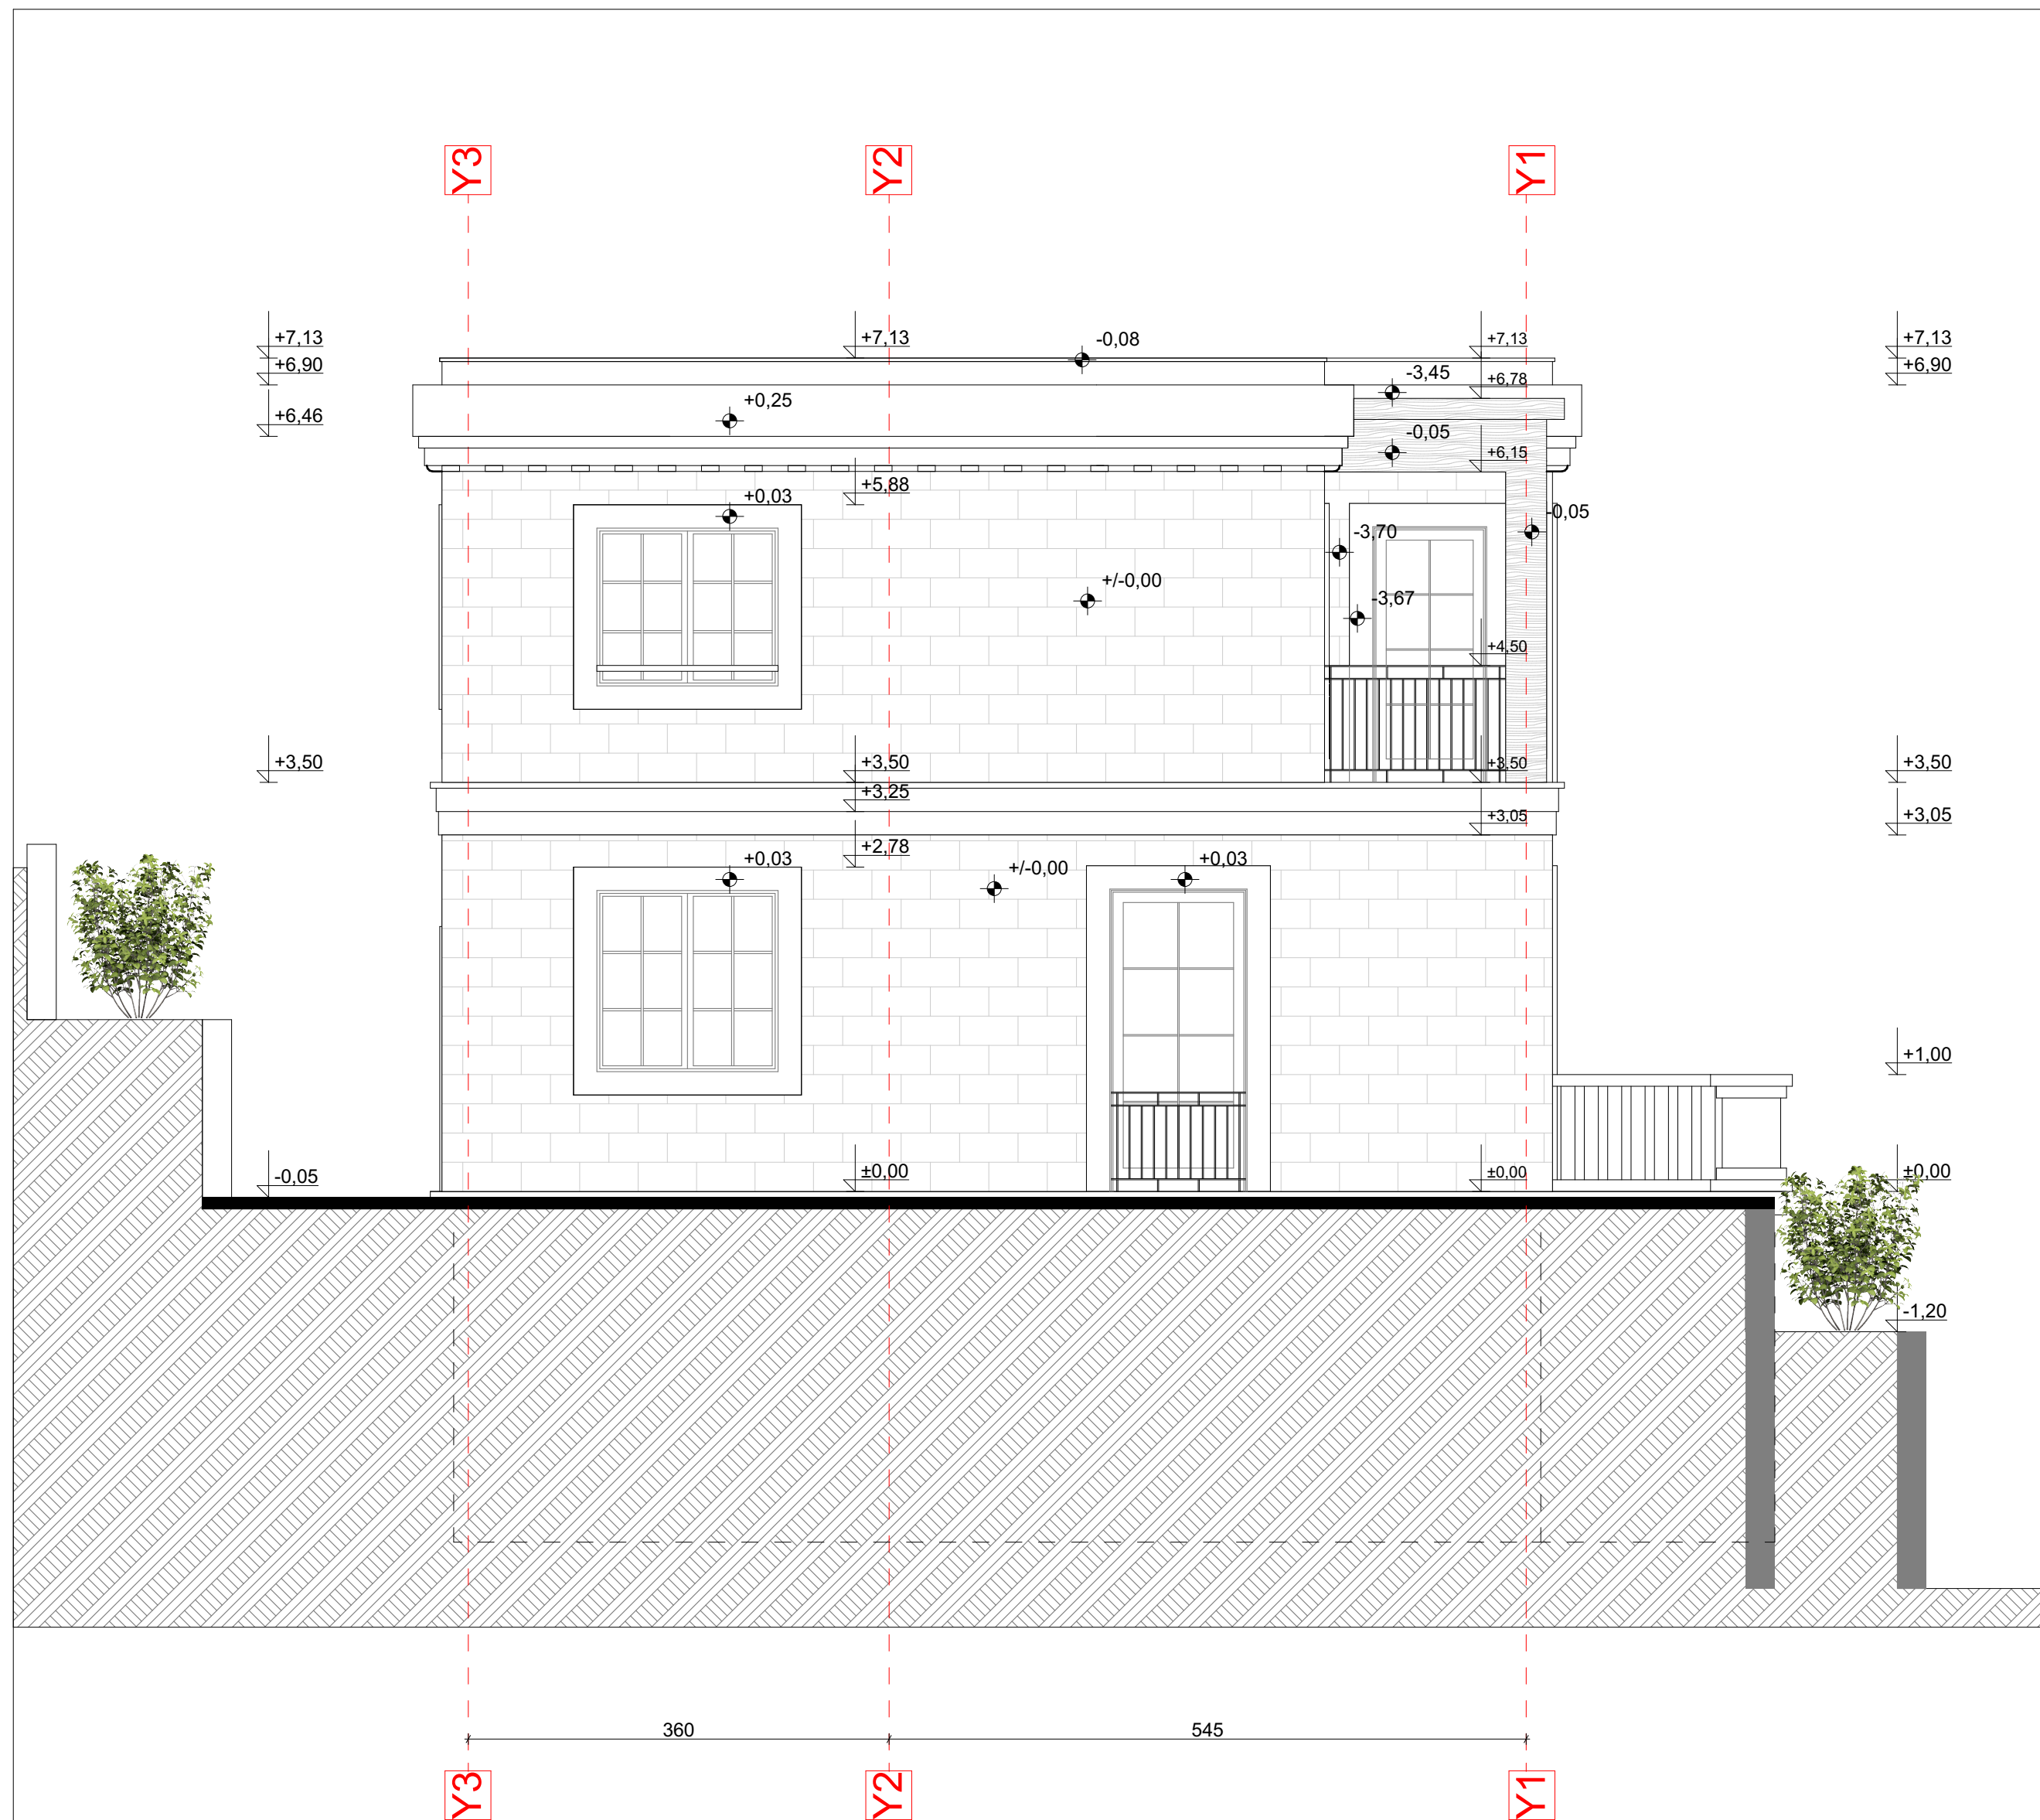 Y3 Y2 Y1
+7,13 +7,13 -0,08 +7,13 +7,13
+6,90 -3,45 +6,78 +6,90
+6,46 +0,25 -0,05 +6,15
+0,03 +5,88 -0,05
-3,70
+/-0,00 -3,67
+4,50
+3,50 +3,50 +3,50 +3,50
+3,25
+3,05 +3,05
+0,03 +2,78 +/-0,00 +0,03
+1,00
-0,05 ±0,00 ±0,00 ±0,00
-1,20
360 545
Y3 Y2 Y1